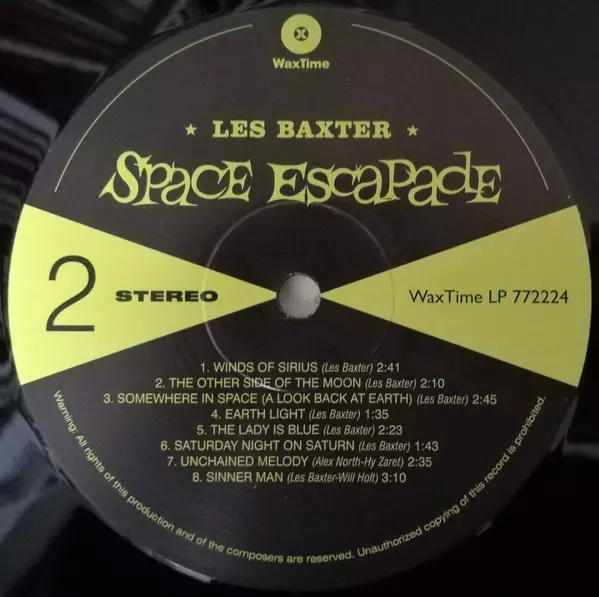 WaxTime
★ LES BAXTER ★
SPACE ESCAPADE
2 STEREO
WaxTime LP 772224
1. WINDS OF SIRIUS (Les Baxter) 2:41
2. THE OTHER SIDE OF THE MOON (Les Baxter) 2:10
3. SOMEWHERE IN SPACE (A LOOK BACK AT EARTH) (Les Baxter) 2:45
4. EARTH LIGHT (Les Baxter) 1:35
5. THE LADY IS BLUE (Les Baxter) 2:23
6. SATURDAY NIGHT ON SATURN (Les Baxter) 1:43
7. UNCHAINED MELODY (Alex North-Hy Zaret) 2:35
8. SINNER MAN (Les Baxter-Will Holt) 3:10
Warning: All rights of this production and of the composers are reserved. Unauthorized copying of this record is prohibited.